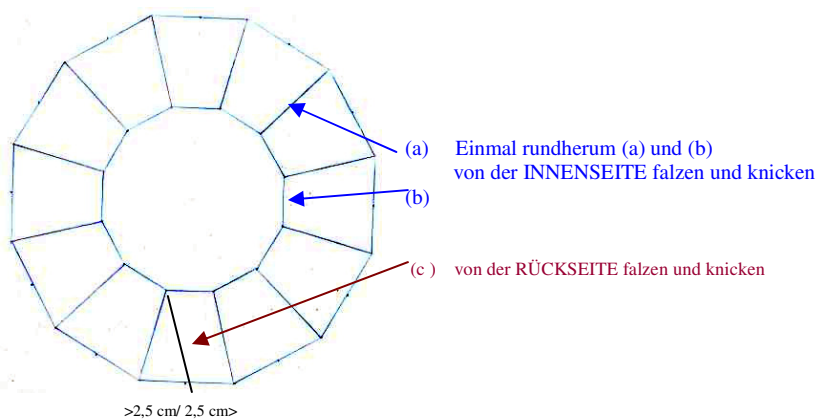 (a) Einmal rundherum (a) und (b)
von der INNENSEITE falzen und knicken
(b)
(c ) von der RÜCKSEITE falzen und knicken
>2,5 cm/ 2,5 cm>